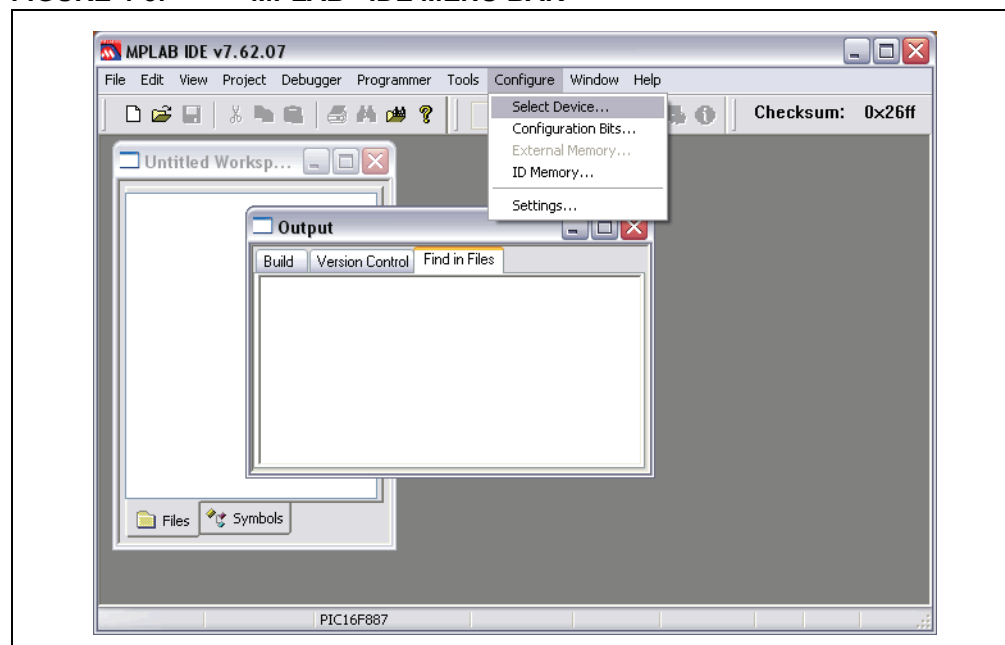 MPLAB IDE v7.62.07
File Edit View Project Debugger Programmer Tools Configure Window Help
Checksum: 0x26ff
Select Device...
Configuration Bits...
External Memory...
ID Memory...
Settings...
Untitled Worksp...
Output
Build Version Control Find in Files
Files Symbols
PIC16F887